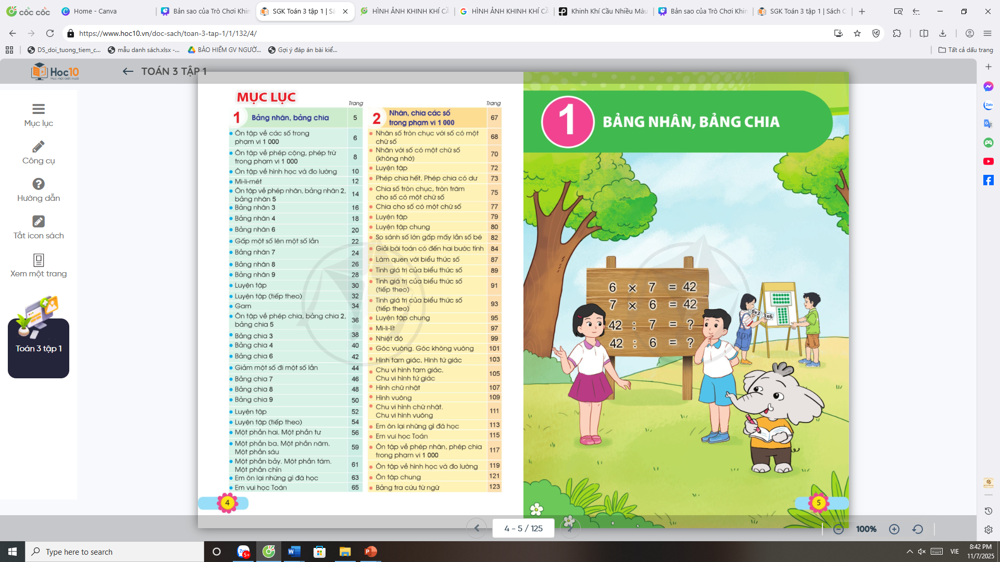 cốc cốc
Home - Canva
Bản sao của Trò Chơi Khin
SGK Toán 3 tập 1 | Sá
HÌNH ẢNH KHINH KHÍ CẦ
HÌNH ẢNH KHINH KHÍ CẦ
Khinh Khí Cầu Nhiều Màu
Bản sao của Trò Chơi Khin
SGK Toán 3 tập 1 | Sách C
https://www.hoc10.vn/doc-sach/toan-3-tap-1/1/132/4/
DS_doi_tuong_tiem_c...
mẫu danh sách.xlsx -...
BẢO HIỂM GV NGƯỜ...
Gợi ý đáp án bài kiể...
Tất cả dấu trang
Hoc10
Học một biết mười
TOÁN 3 TẬP 1
Mục lục
Công cụ
Hướng dẫn
Tắt icon sách
Xem một trang
Toán 3 tập 1
MỤC LỤC
Trang
1 Bảng nhân, bảng chia 5
Ôn tập về các số trong
phạm vi 1 000 6
Ôn tập về phép cộng, phép trừ
trong phạm vi 1 000 8
Ôn tập về hình học và đo lường 10
Mi-li-mét 12
Ôn tập về phép nhân, bảng nhân 2,
bảng nhân 5 14
Bảng nhân 3 16
Bảng nhân 4 18
Bảng nhân 6 20
Gấp một số lên một số lần 22
Bảng nhân 7 24
Bảng nhân 8 26
Bảng nhân 9 28
Luyện tập 30
Luyện tập (tiếp theo) 32
Gam 34
Ôn tập về phép chia, bảng chia 2,
bảng chia 5 36
Bảng chia 3 38
Bảng chia 4 40
Bảng chia 6 42
Giảm một số đi một số lần 44
Bảng chia 7 46
Bảng chia 8 48
Bảng chia 9 50
Luyện tập 52
Luyện tập (tiếp theo) 54
Một phần hai. Một phần tư 56
Một phần ba. Một phần năm.
Một phần sáu 59
Một phần bảy. Một phần tám.
Một phần chín 61
Em ôn lại những gì đã học 63
Em vui học Toán 65
4
Trang
2 Nhân, chia các số
trong phạm vi 1 000 67
Nhân số tròn chục với số có một
chữ số 68
Nhân với số có một chữ số
(không nhớ) 70
Luyện tập 72
Phép chia hết. Phép chia có dư 73
Chia số tròn chục, tròn trăm
cho số có một chữ số 75
Chia cho số có một chữ số 77
Luyện tập 79
Luyện tập chung 80
So sánh số lớn gấp mấy lần số bé 82
Giải bài toán có đến hai bước tính 84
Làm quen với biểu thức số 87
Tính giá trị của biểu thức số 89
Tính giá trị của biểu thức số
(tiếp theo) 91
Tính giá trị của biểu thức số
(tiếp theo) 93
Luyện tập chung 95
Mi-li-lít 97
Nhiệt độ 99
Góc vuông. Góc không vuông 101
Hình tam giác. Hình tứ giác 103
Chu vi hình tam giác.
Chu vi hình tứ giác 105
Hình chữ nhật 107
Hình vuông 109
Chu vi hình chữ nhật.
Chu vi hình vuông 111
Em ôn lại những gì đã học 113
Em vui học Toán 115
Ôn tập về phép nhân, phép chia
trong phạm vi 1 000 117
Ôn tập về hình học và đo lường 119
Ôn tập chung 121
Bảng tra cứu từ ngữ 123
1 BẢNG NHÂN, BẢNG CHIA
6 x 7 = 42
7 x 6 = 42
42 : 7 = ?
42 : 6 = ?
6x3 3x6
5
4 - 5 / 125
100%
Type here to search
Zalo
5+
VIE
8:42 PM
11/7/2025